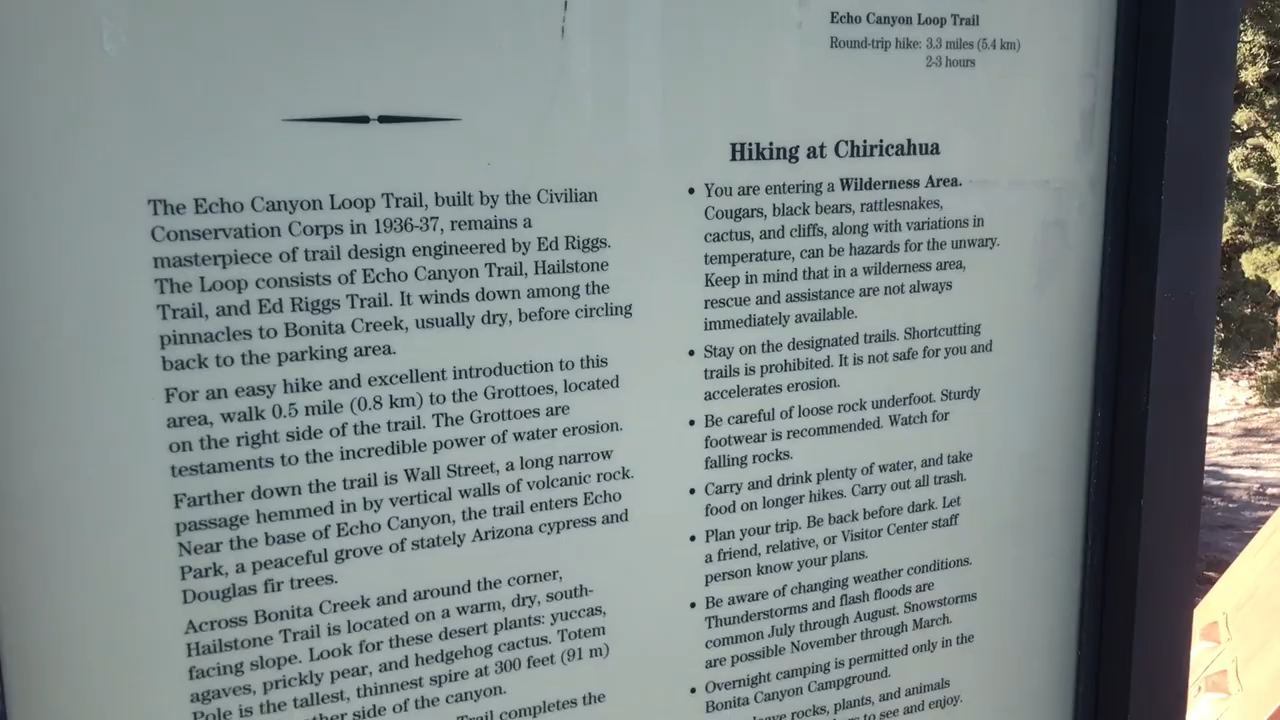 Echo Canyon Loop Trail
Round-trip hike: 3.3 miles (5.4 km)
2-3 hours
The Echo Canyon Loop Trail, built by the Civilian
Conservation Corps in 1936-37, remains a
masterpiece of trail design engineered by Ed Riggs.
The Loop consists of Echo Canyon Trail, Hailstone
Trail, and Ed Riggs Trail. It winds down among the
pinnacles to Bonita Creek, usually dry, before circling
back to the parking area.
For an easy hike and excellent introduction to this
area, walk 0.5 mile (0.8 km) to the Grottoes, located
on the right side of the trail. The Grottoes are
testaments to the incredible power of water erosion.
Farther down the trail is Wall Street, a long narrow
passage hemmed in by vertical walls of volcanic rock.
Near the base of Echo Canyon, the trail enters Echo
Park, a peaceful grove of stately Arizona cypress and
Douglas fir trees.
Across Bonita Creek and around the corner,
Hailstone Trail is located on a warm, dry, south-
facing slope. Look for these desert plants: yuccas,
agaves, prickly pear, and hedgehog cactus. Totem
Pole is the tallest, thinnest spire at 300 feet (91 m)
side of the canyon.
Trail completes the
Hiking at Chiricahua
• You are entering a Wilderness Area.
Cougars, black bears, rattlesnakes,
cactus, and cliffs, along with variations in
temperature, can be hazards for the unwary.
Keep in mind that in a wilderness area,
rescue and assistance are not always
immediately available.
• Stay on the designated trails. Shortcutting
trails is prohibited. It is not safe for you and
accelerates erosion.
• Be careful of loose rock underfoot. Sturdy
footwear is recommended. Watch for
falling rocks.
• Carry and drink plenty of water, and take
food on longer hikes. Carry out all trash.
• Plan your trip. Be back before dark. Let
a friend, relative, or Visitor Center staff
person know your plans.
• Be aware of changing weather conditions.
Thunderstorms and flash floods are
common July through August. Snowstorms
are possible November through March.
• Overnight camping is permitted only in the
Bonita Canyon Campground.
rocks, plants, and animals
to see and enjoy.